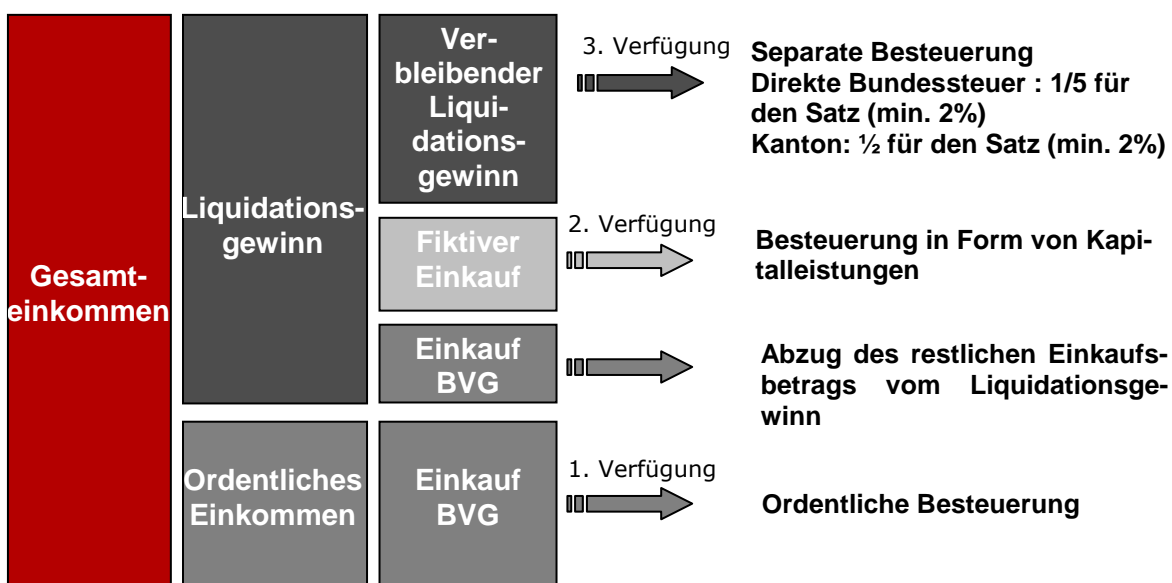 Gesamt-
einkommen
Liquidations-
gewinn
Ordentliches
Einkommen
Ver-
bleibender
Liqui-
dations-
gewinn
Fiktiver
Einkauf
Einkauf
BVG
Einkauf
BVG
3. Verfügung
Separate Besteuerung
Direkte Bundessteuer : 1/5 für
den Satz (min. 2%)
Kanton: ½ für den Satz (min. 2%)
2. Verfügung
Besteuerung in Form von Kapi-
talleistungen
Abzug des restlichen Einkaufs-
betrags vom Liquidationsge-
winn
1. Verfügung
Ordentliche Besteuerung